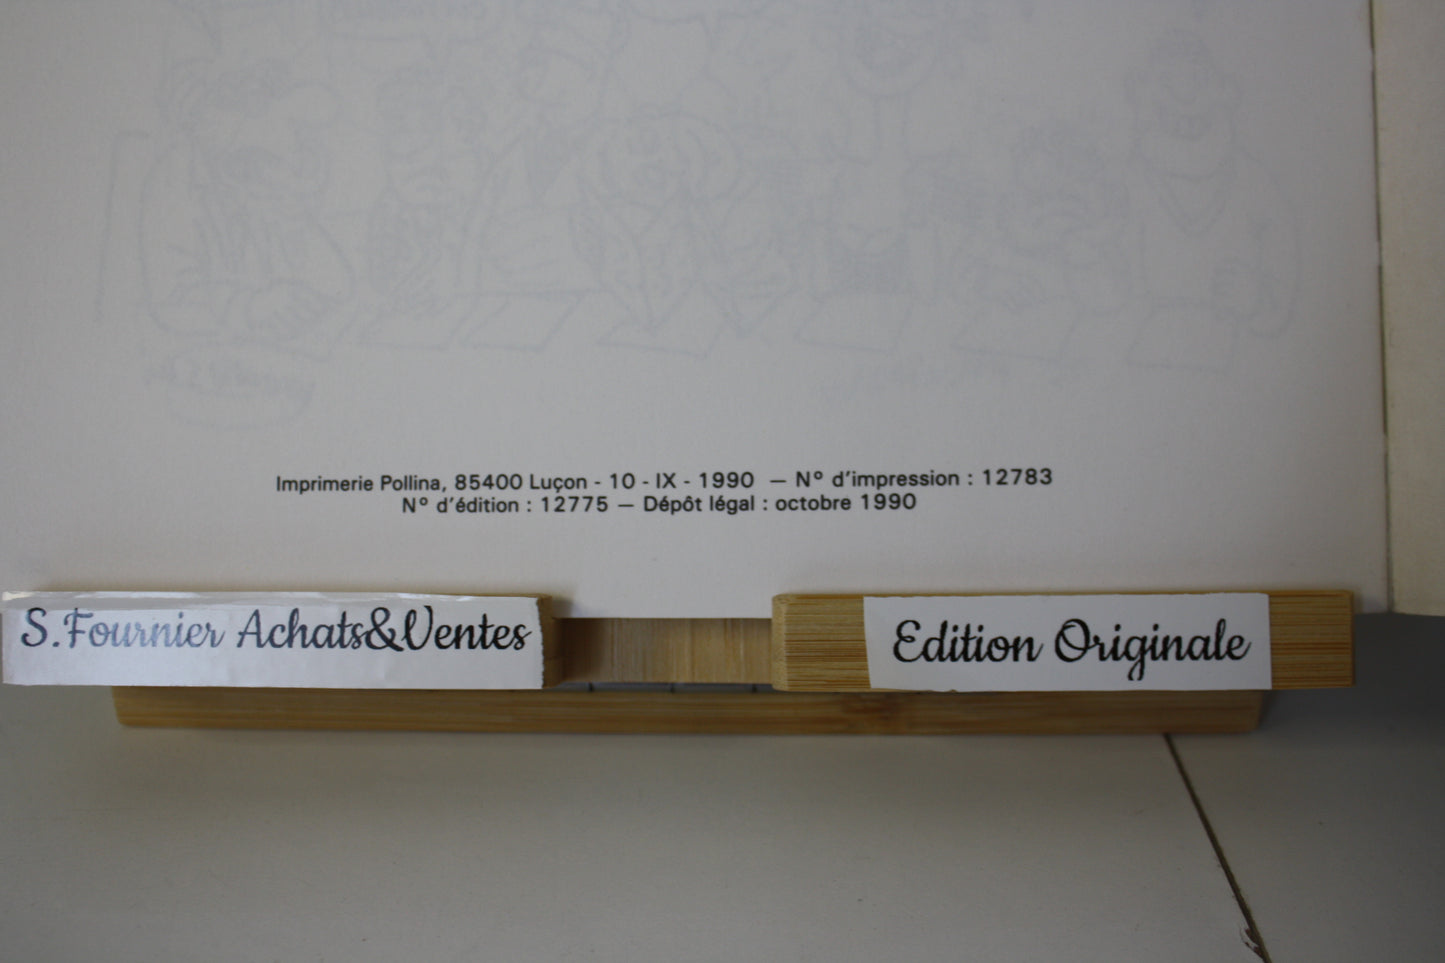 Imprimerie Pollina, 85400 Luçon - 10 - IX - 1990 — N° d'impression : 12783
N° d'édition : 12775 — Dépôt légal : octobre 1990
S.Fournier Achats&Ventes
Edition Originale